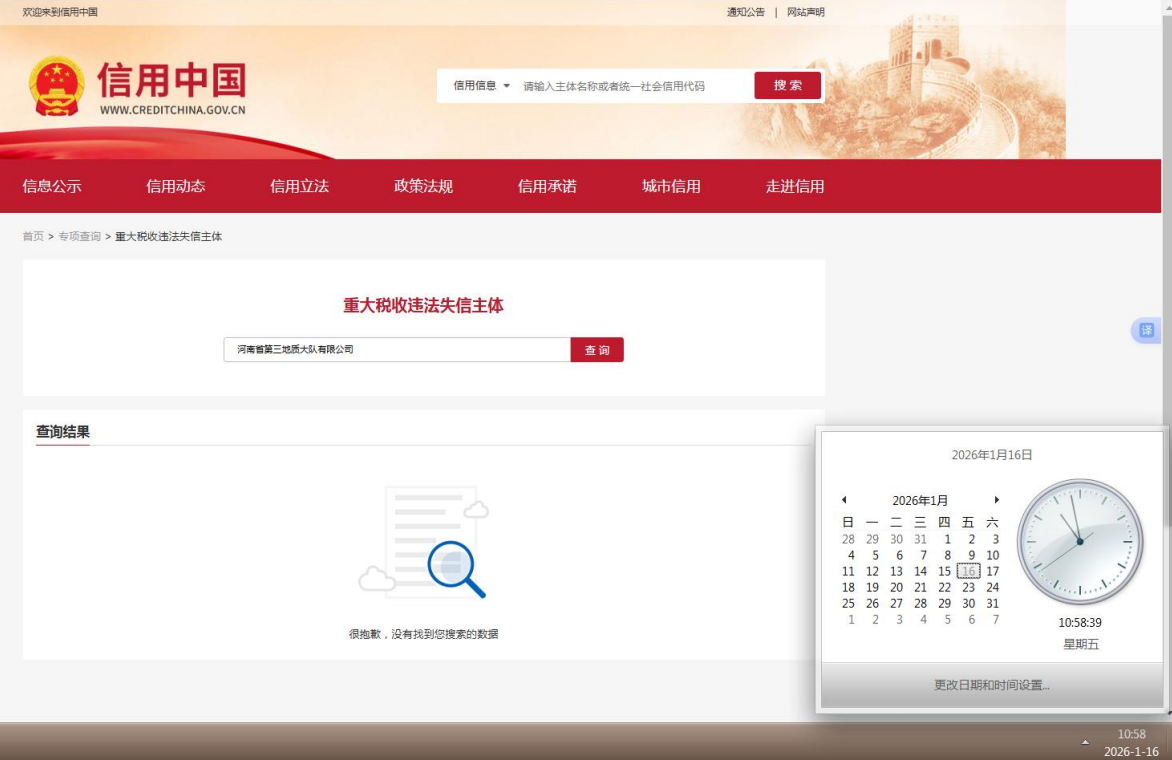 欢迎来到信用中国
通知公告 | 网站声明
信用中国
WWW.CREDITCHINA.GOV.CN
信用信息 请输入主体名称或者统一社会信用代码 搜索
信息公示 信用动态 信用立法 政策法规 信用承诺 城市信用 走进信用
首页 > 专项查询 > 重大税收违法失信主体
重大税收违法失信主体
河南省第三地质大队有限公司 查询
查询结果
很抱歉，没有找到您搜索的数据
译
2026年1月16日
2026年1月
日 一 二 三 四 五 六
28 29 30 31 1 2 3
4 5 6 7 8 9 10
11 12 13 14 15 16 17
18 19 20 21 22 23 24
25 26 27 28 29 30 31
1 2 3 4 5 6 7
10:58:39
星期五
更改日期和时间设置...
10:58
2026-1-16